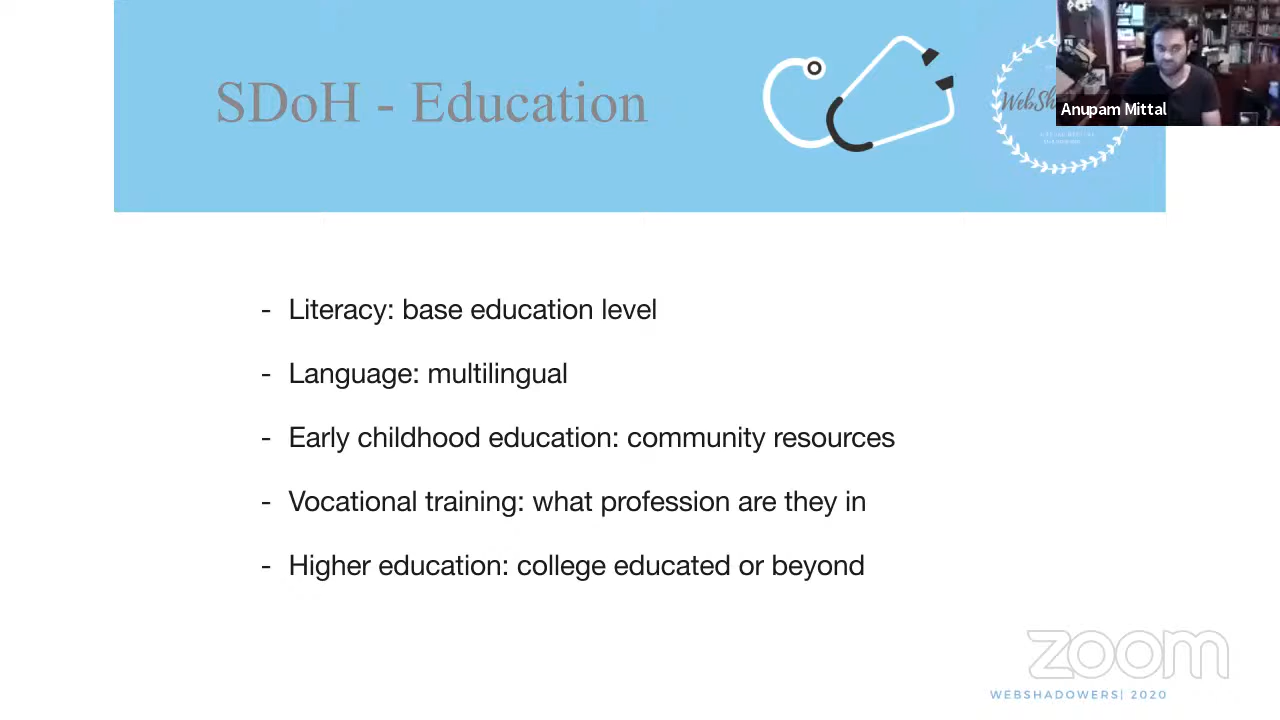 SDoH - Education
WebSh
Anupam Mittal
- Literacy: base education level
- Language: multilingual
- Early childhood education: community resources
- Vocational training: what profession are they in
- Higher education: college educated or beyond
zoom
WEBSHADOWERS| 2020